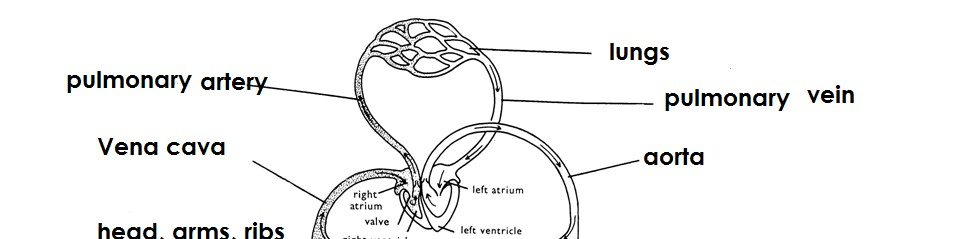 lungs
pulmonary artery
pulmonary vein
Vena cava
aorta
right
atrium
left atrium
valve
left ventricle
head, arms, ribs